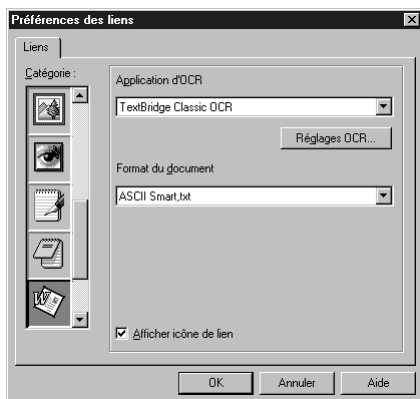 Préférences des liens
Liens
Catégorie :
Application d'OCR
TextBridge Classic OCR
Réglages OCR...
Format du document
ASCII Smart,txt
Afficher icône de lien
OK
Annuler
Aide